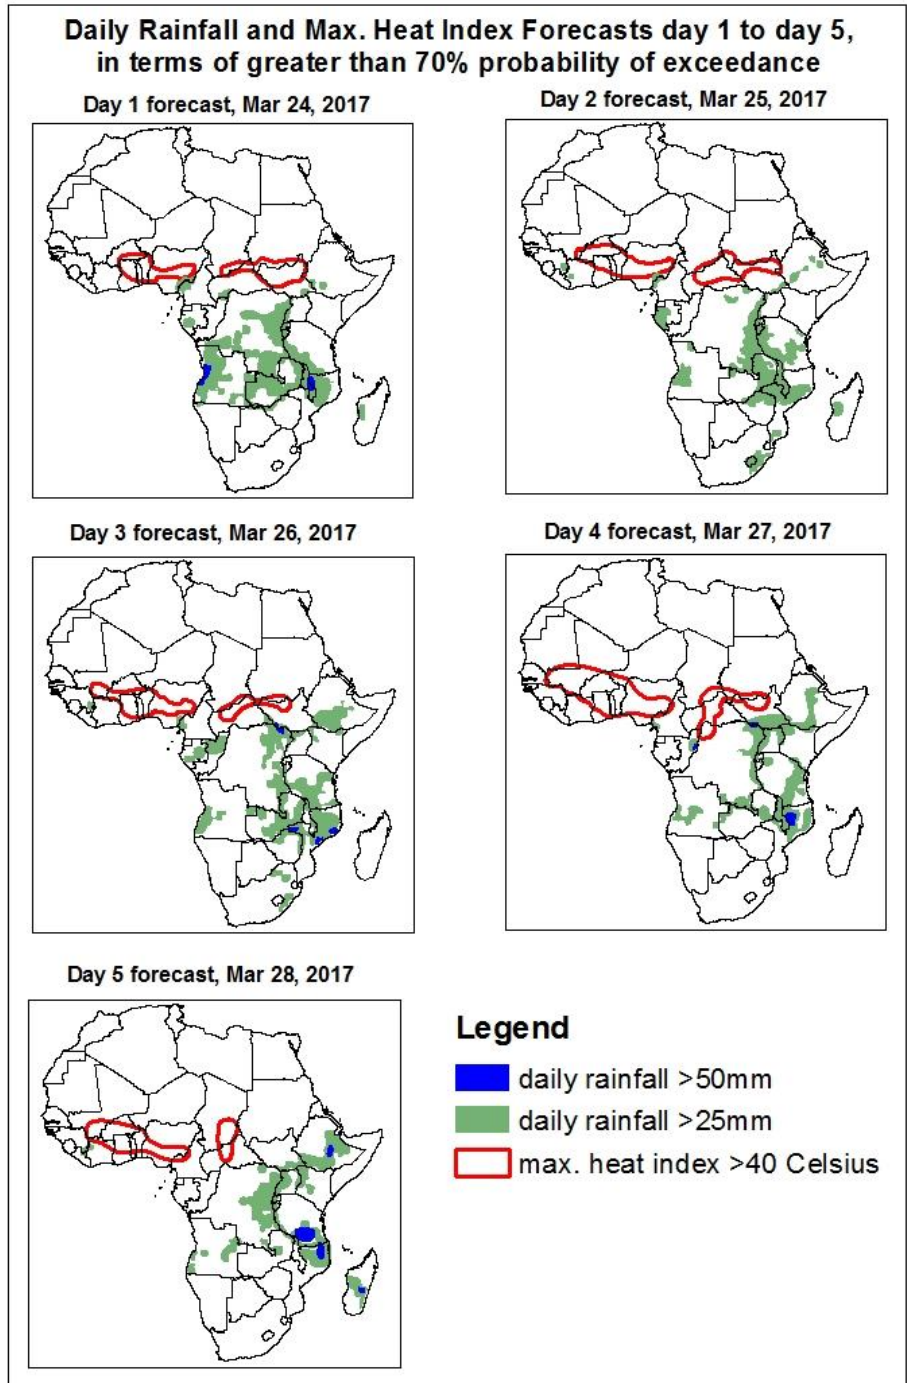 Daily Rainfall and Max. Heat Index Forecasts day 1 to day 5,
in terms of greater than 70% probability of exceedance
Day 1 forecast, Mar 24, 2017
Day 2 forecast, Mar 25, 2017
Day 3 forecast, Mar 26, 2017
Day 4 forecast, Mar 27, 2017
Day 5 forecast, Mar 28, 2017
Legend
daily rainfall >50mm
daily rainfall >25mm
max. heat index >40 Celsius